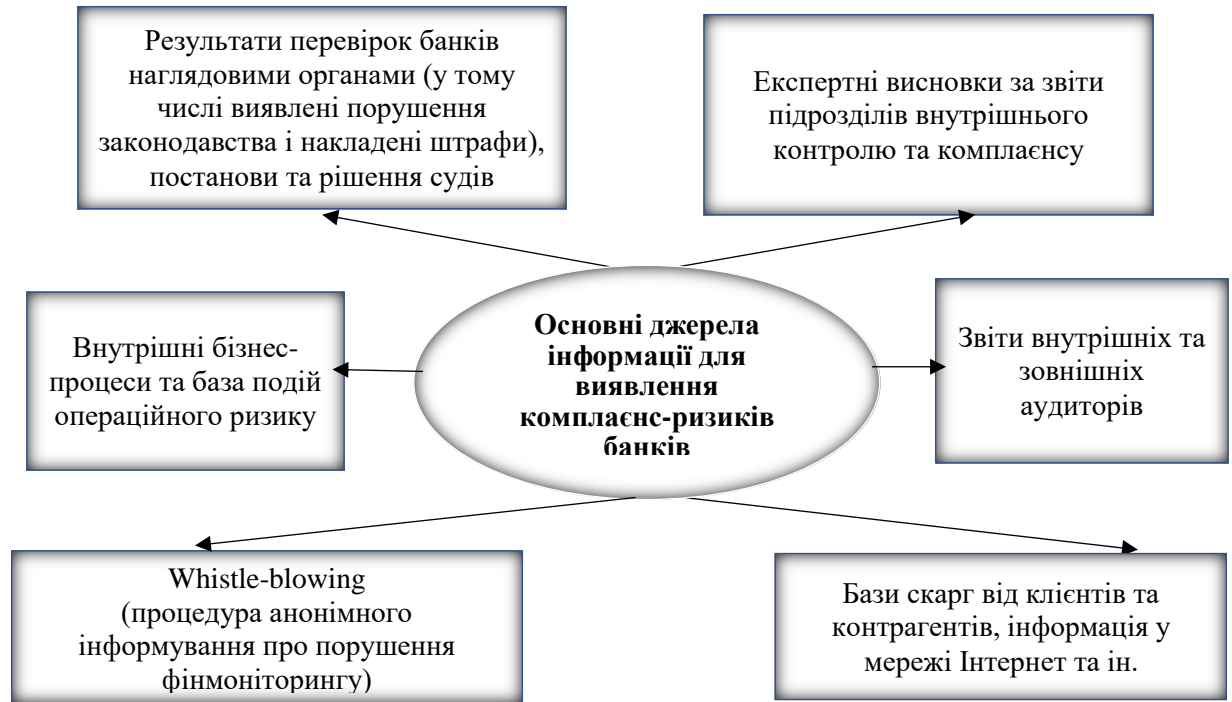 Результати перевірок банків
наглядовими органами (у тому
числі виявлені порушення
законодавства і накладені штрафи),
постанови та рішення судів
Експертні висновки за звіти
підрозділів внутрішнього
контролю та комплаєнсу
Внутрішні бізнес-
процеси та база подій
операційного ризику
Основні джерела
інформації для
виявлення
комплаєнс-ризиків
банків
Звіти внутрішніх та
зовнішніх
аудиторів
Whistle-blowing
(процедура анонімного
інформування про порушення
фінмоніторингу)
Бази скарг від клієнтів та
контрагентів, інформація у
мережі Інтернет та ін.